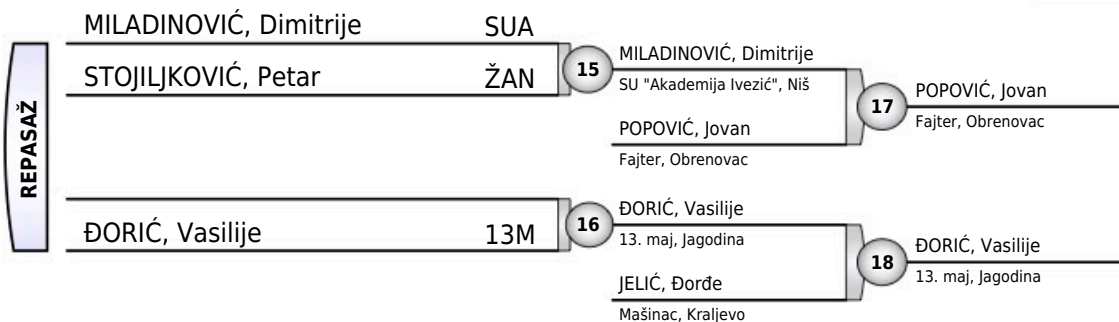 REPASAŽ
MILADINOVIĆ, Dimitrije SUA
STOJILJKOVIĆ, Petar ŽAN
15
MILADINOVIĆ, Dimitrije
SU "Akademija Ivezić", Niš
POPOVIĆ, Jovan
Fajter, Obrenovac
17
POPOVIĆ, Jovan
Fajter, Obrenovac
ĐORIĆ, Vasilije 13M
16
ĐORIĆ, Vasilije
13. maj, Jagodina
JELIĆ, Đorđe
Mašinac, Kraljevo
18
ĐORIĆ, Vasilije
13. maj, Jagodina